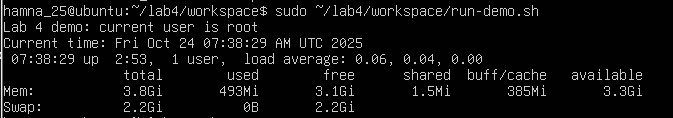 hamna_25@ubuntu:~/lab4/workspace$ sudo ~/lab4/workspace/run-demo.sh
Lab 4 demo: current user is root
Current time: Fri Oct 24 07:38:29 AM UTC 2025
 07:38:29 up  2:53,  1 user,  load average: 0.06, 0.04, 0.00
               total        used        free      shared  buff/cache   available
Mem:           3.8Gi       493Mi       3.1Gi       1.5Mi       385Mi       3.3Gi
Swap:          2.2Gi          0B       2.2Gi